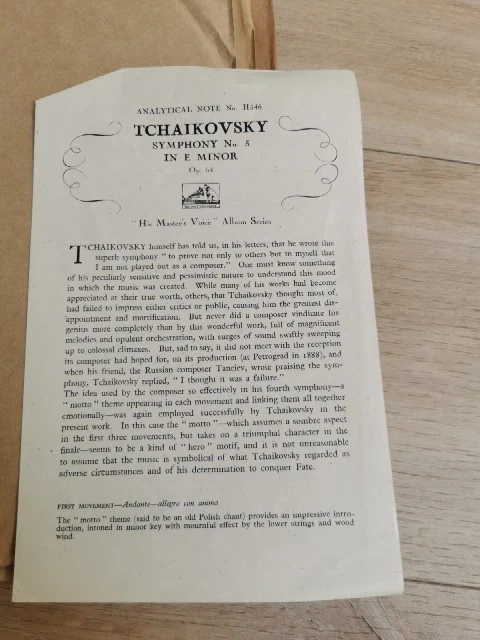 ANALYTICAL NOTE No. H546
TCHAIKOVSKY
SYMPHONY No. 5
IN E MINOR
Op. 64
"His Master's Voice" Album Series
TCHAIKOVSKY himself has told us, in his letters, that he wrote this
superb symphony "to prove not only to others but to myself that
I am not played out as a composer." One must know something
of his peculiarly sensitive and pessimistic nature to understand this mood
in which the music was created. While many of his works had become
appreciated at their true worth, others, that Tchaikovsky thought most of,
had failed to impress either critics or public, causing him the greatest dis-
appointment and mortification. But never did a composer vindicate his
genius more completely than by this wonderful work, full of magnificent
melodies and opulent orchestration, with surges of sound swiftly sweeping
up to colossal climaxes. But, sad to say, it did not meet with the reception
its composer had hoped for, on its production (at Petrograd in 1888), and
when his friend, the Russian composer Taneiev, wrote praising the sym-
phony, Tchaikovsky replied, "I thought it was a failure."
The idea used by the composer so effectively in his fourth symphony—a
"motto" theme appearing in each movement and linking them all together
emotionally—was again employed successfully by Tchaikovsky in the
present work. In this case the "motto"—which assumes a sombre aspect
in the first three movements, but takes on a triumphal character in the
finale—seems to be a kind of "hero" motif, and it is not unreasonable
to assume that the music is symbolical of what Tchaikovsky regarded as
adverse circumstances and of his determination to conquer Fate.
FIRST MOVEMENT—Andante—allegro con anima
The "motto" theme (said to be an old Polish chant) provides an impressive intro-
duction, intoned in minor key with mournful effect by the lower strings and wood
wind.